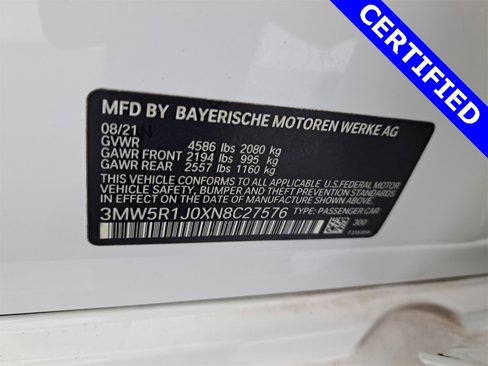 CERTIFIED
MFD BY BAYERISCHE MOTOREN WERKE AG
08/21
GVWR 4586 lbs 2080 kg
GAWR FRONT 2194 lbs 995 kg
GAWR REAR 2557 lbs 1160 kg
THIS VEHICLE CONFORMS TO ALL APPLICABLE U.S. FEDERAL MOTOR
VEHICLE SAFETY, BUMPER AND THEFT PREVENTION STANDARDS
IN EFFECT ON THE DATE OF MANUFACTURE SHOWN ABOVE.
3MW5R1J0XN8C27576 TYPE: PASSENGER CAR
300